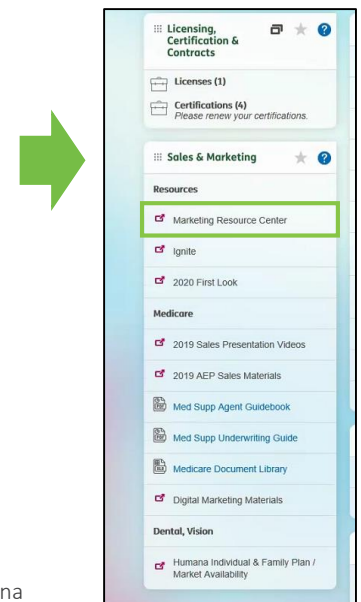 Licensing,
Certification &
Contracts
Licenses (1)
Certifications (4)
Please renew your certifications.
Sales & Marketing
Resources
Marketing Resource Center
Ignite
2020 First Look
Medicare
2019 Sales Presentation Videos
2019 AEP Sales Materials
Med Supp Agent Guidebook
Med Supp Underwriting Guide
Medicare Document Library
Digital Marketing Materials
Dental, Vision
Humana Individual & Family Plan /
Market Availability
na